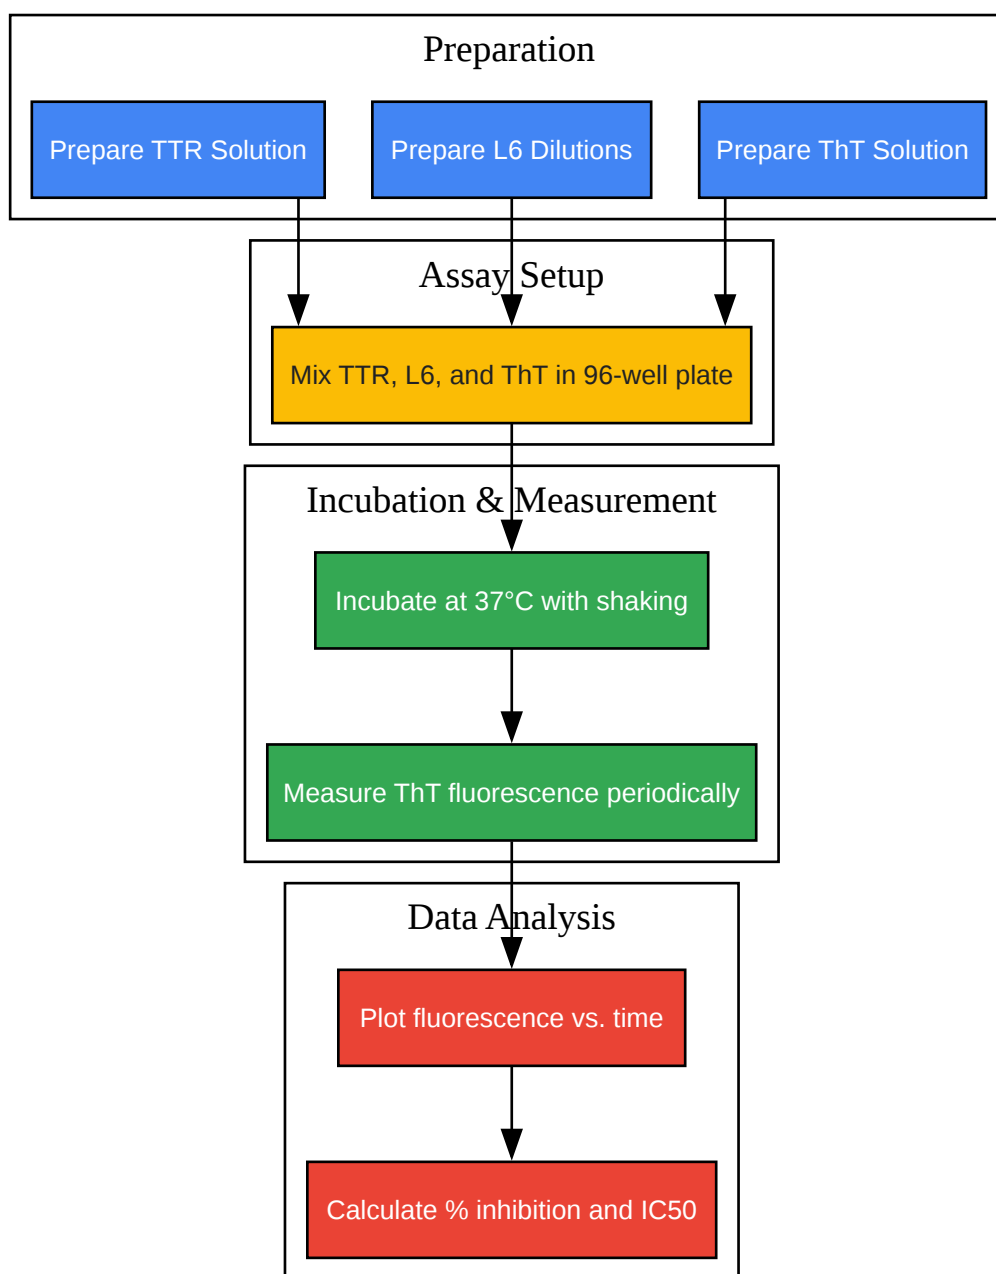 Preparation
Prepare TTR Solution
Prepare L6 Dilutions
Prepare ThT Solution
Assay Setup
Mix TTR, L6, and ThT in 96-well plate
Incubation & Measurement
Incubate at 37°C with shaking
Measure ThT fluorescence periodically
Data Analysis
Plot fluorescence vs. time
Calculate % inhibition and IC50